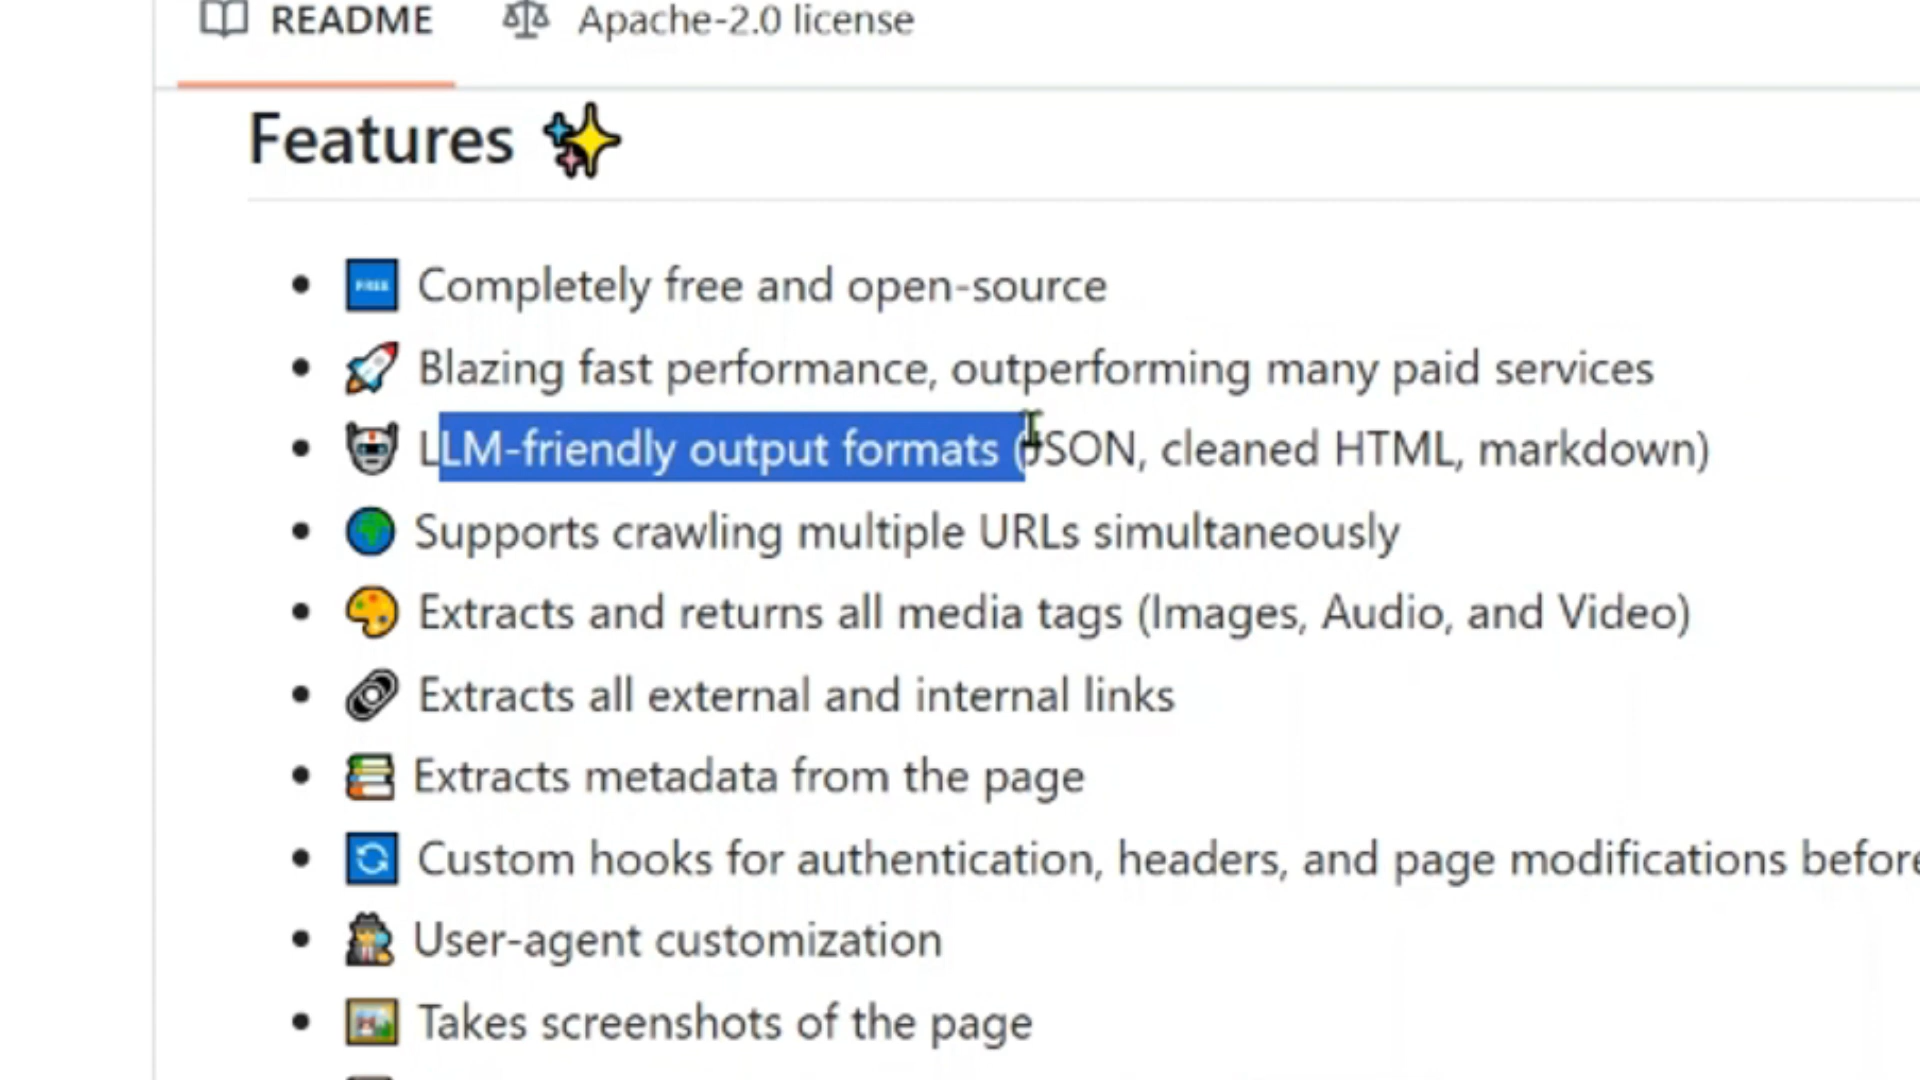 README Apache-2.0 license
Features
FREE Completely free and open-source
Blazing fast performance, outperforming many paid services
LLM-friendly output formats (JSON, cleaned HTML, markdown)
Supports crawling multiple URLs simultaneously
Extracts and returns all media tags (Images, Audio, and Video)
Extracts all external and internal links
Extracts metadata from the page
Custom hooks for authentication, headers, and page modifications before
User-agent customization
Takes screenshots of the page